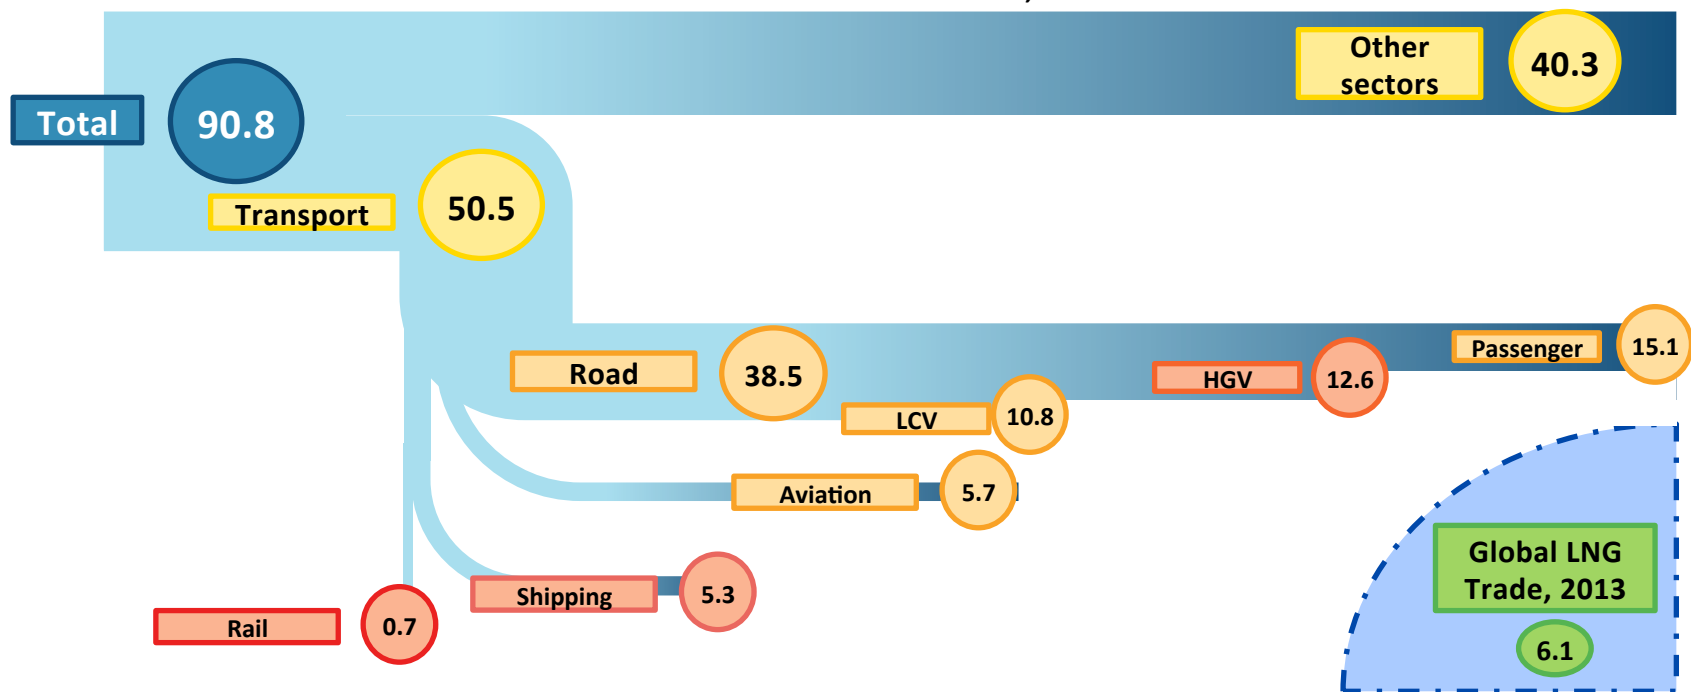 Other
sectors
40.3
Total
90.8
Transport
50.5
Passenger
15.1
Road
38.5
HGV
12.6
LCV
10.8
Aviation
5.7
Global LNG
Trade, 2013
6.1
Shipping
5.3
Rail
0.7